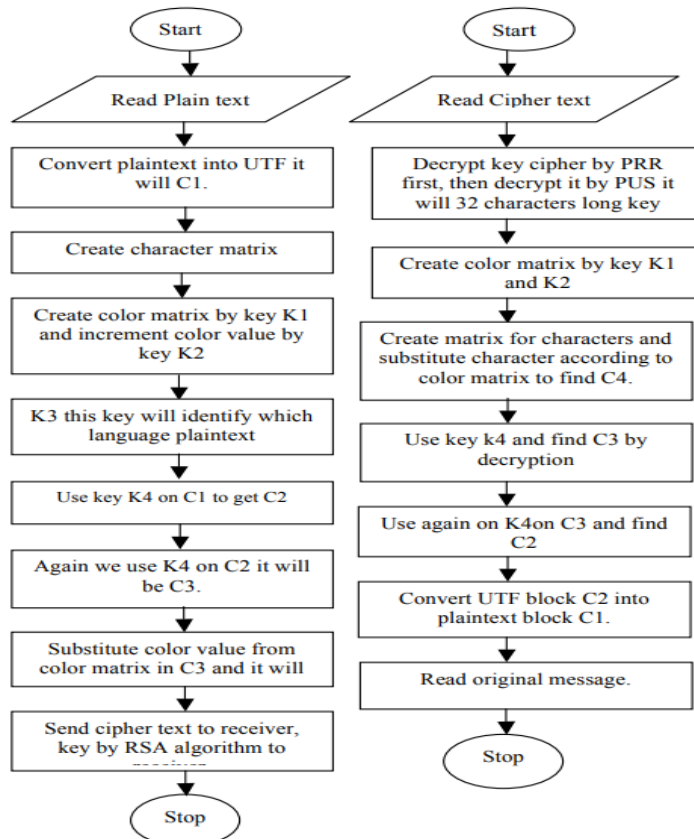 Start
Read Plain text
Convert plaintext into UTF it
will C1.
Create character matrix
Create color matrix by key K1
and increment color value by
key K2
K3 this key will identify which
language plaintext
Use key K4 on C1 to get C2
Again we use K4 on C2 it will
be C3.
Substitute color value from
color matrix in C3 and it will
Send cipher text to receiver,
key by RSA algorithm to
Stop
Start
Read Cipher text
Decrypt key cipher by PRR
first, then decrypt it by PUS it
will 32 characters long key
Create color matrix by key K1
and K2
Create matrix for characters and
substitute character according to
color matrix to find C4.
Use key k4 and find C3 by
decryption
Use again on K4on C3 and find
C2
Convert UTF block C2 into
plaintext block C1.
Read original message.
Stop